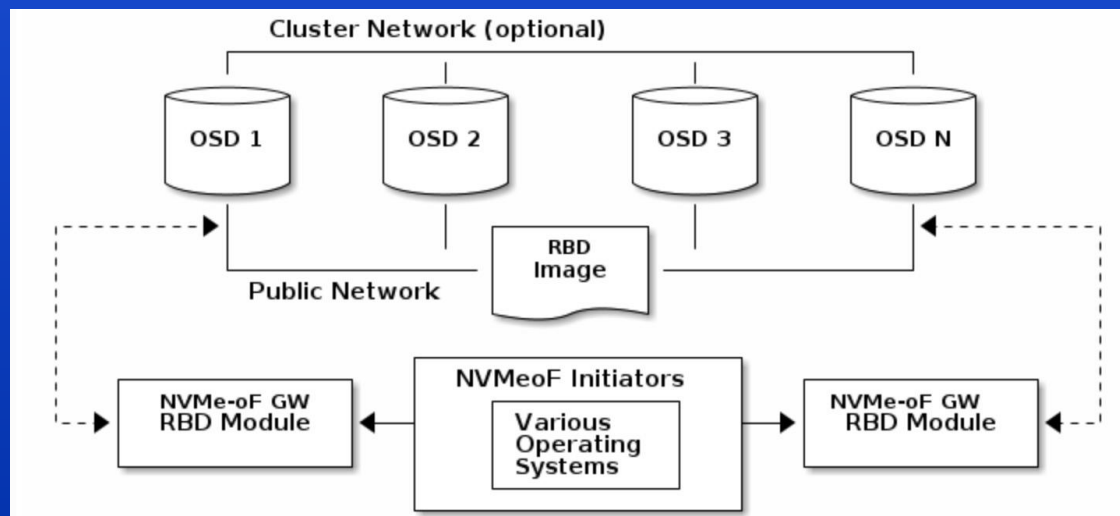 Cluster Network (optional)
OSD 1
OSD 2
OSD 3
OSD N
RBD
Image
Public Network
NVMe-oF GW
RBD Module
NVMeoF Initiators
Various
Operating
Systems
NVMe-oF GW
RBD Module